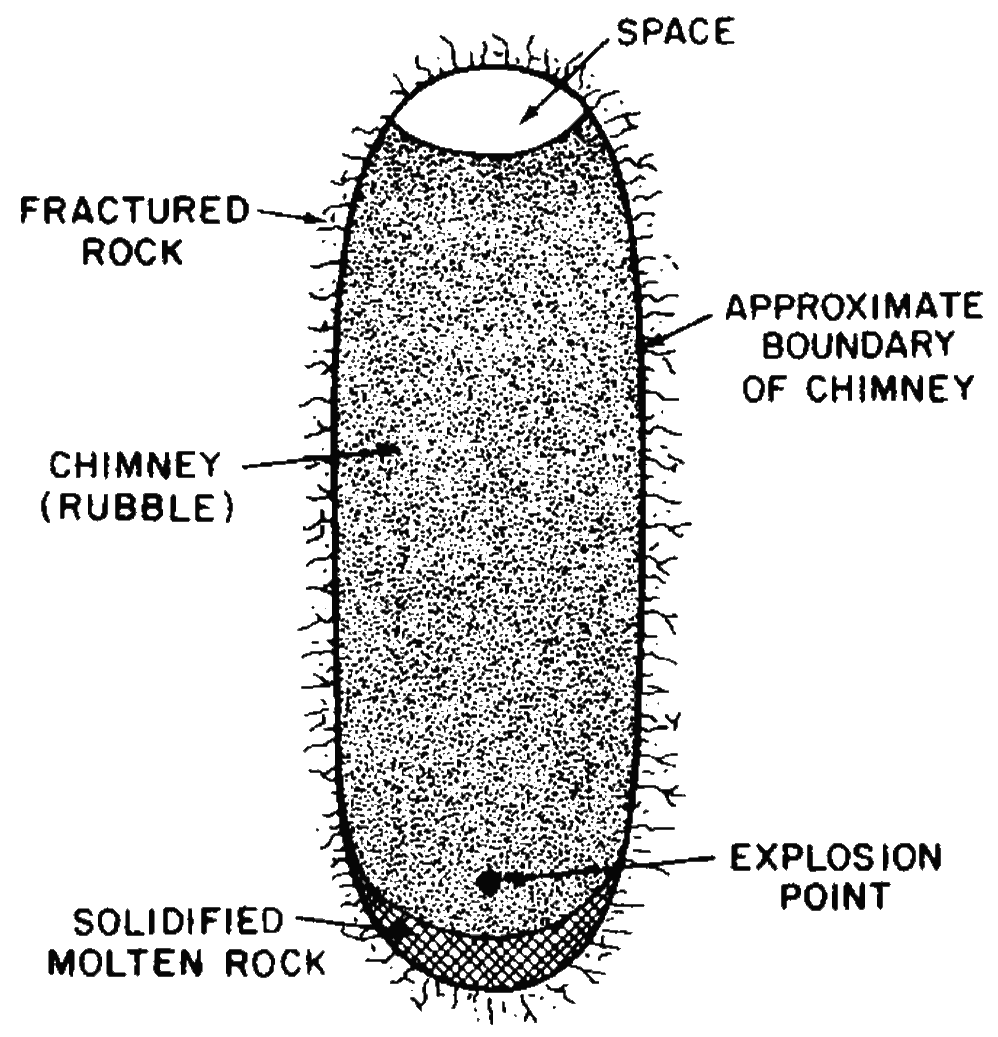 SPACE
FRACTURED
ROCK
APPROXIMATE
BOUNDARY
OF CHIMNEY
CHIMNEY
(RUBBLE)
EXPLOSION
POINT
SOLIDIFIED
MOLTEN ROCK